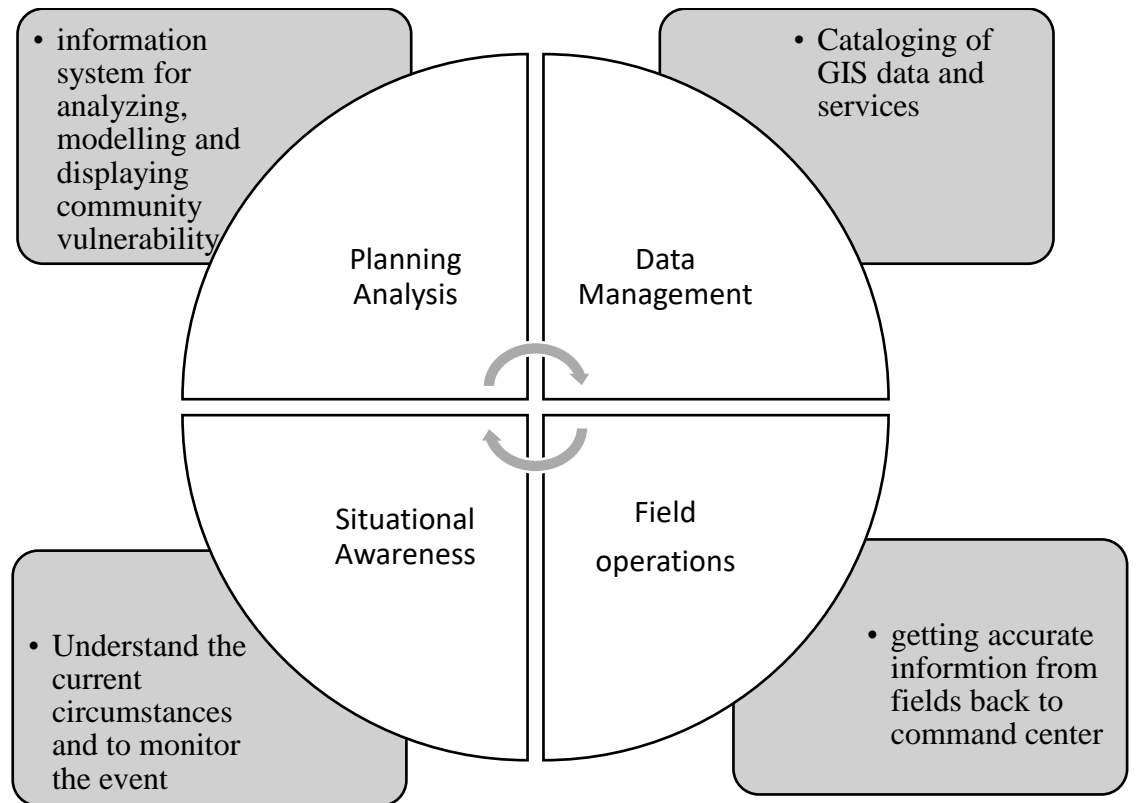 • information
system for
analyzing,
modelling and
displaying
community
vulnerability
• Cataloging of
GIS data and
services
Planning
Analysis
Data
Management
Situational
Awareness
Field
operations
• Understand the
current
circumstances
and to monitor
the event
• getting accurate
informtion from
fields back to
command center